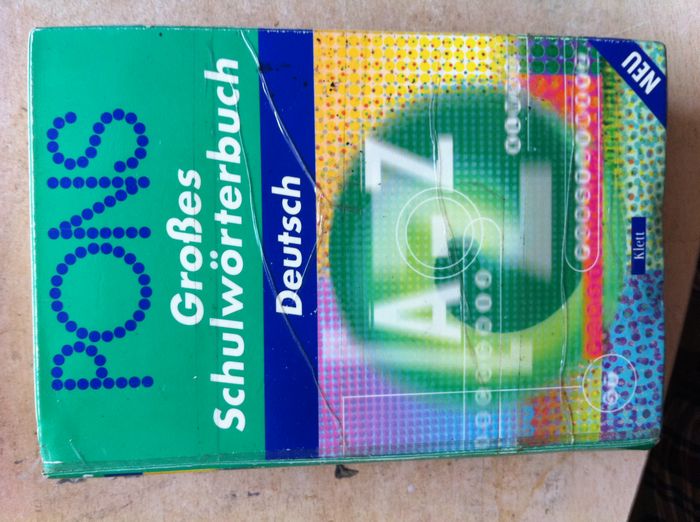 PONS
Großes
Schulwörterbuch
Deutsch
NEU
A-Z
Klett